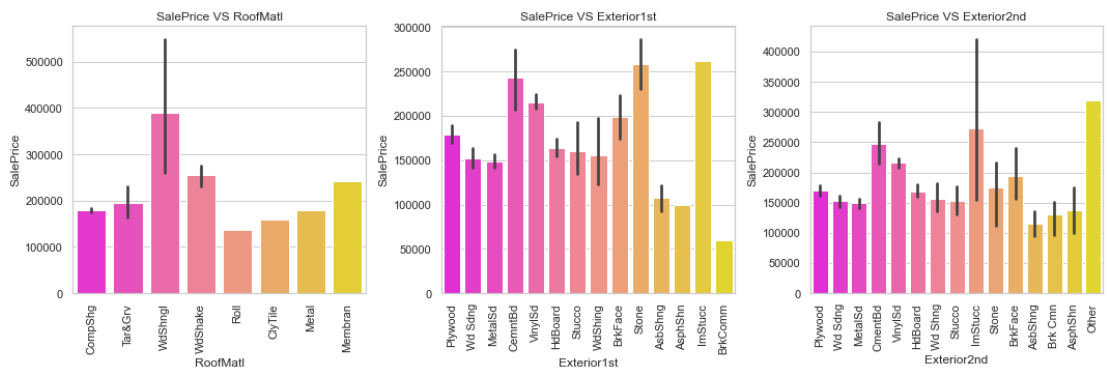 SalePrice VS RoofMatl
SalePrice
500000
400000
300000
200000
100000
0
CompShg
Tar&Grv
WdShngl
WdShake
Roll
ClyTile
Metal
Membran
RoofMatl
SalePrice VS Exterior1st
SalePrice
300000
250000
200000
150000
100000
50000
0
Plywood
Wd Sdng
MetalSd
CemntBd
VinylSd
HdBoard
Stucco
WdShing
BrkFace
Stone
AsbShng
AsphShn
ImStucc
BrkComm
Exterior1st
SalePrice VS Exterior2nd
SalePrice
400000
350000
300000
250000
200000
150000
100000
50000
0
Plywood
Wd Sdng
MetalSd
CmentBd
VinylSd
HdBoard
Wd Shng
Stucco
ImStucc
Stone
BrkFace
AsbShng
Brk Cmn
AsphShn
Other
Exterior2nd